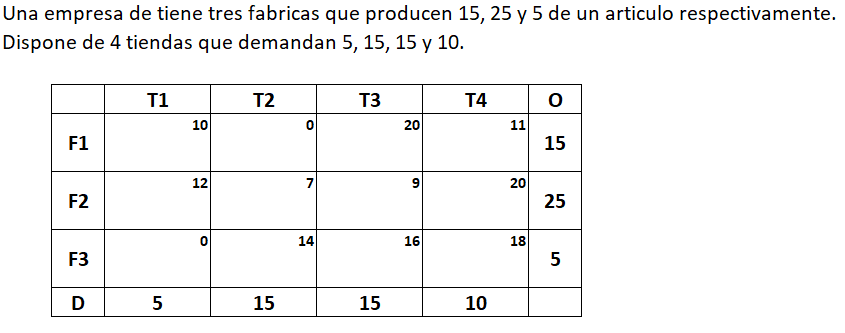 Una empresa de tiene tres fabricas que producen 15, 25 y 5 de un articulo respectivamente.
Dispone de 4 tiendas que demandan 5, 15, 15 y 10.
T1 T2 T3 T4 O
10 0 20 11
F1 15
12 7 9 20
F2 25
0 14 16 18
F3 5
D 5 15 15 10